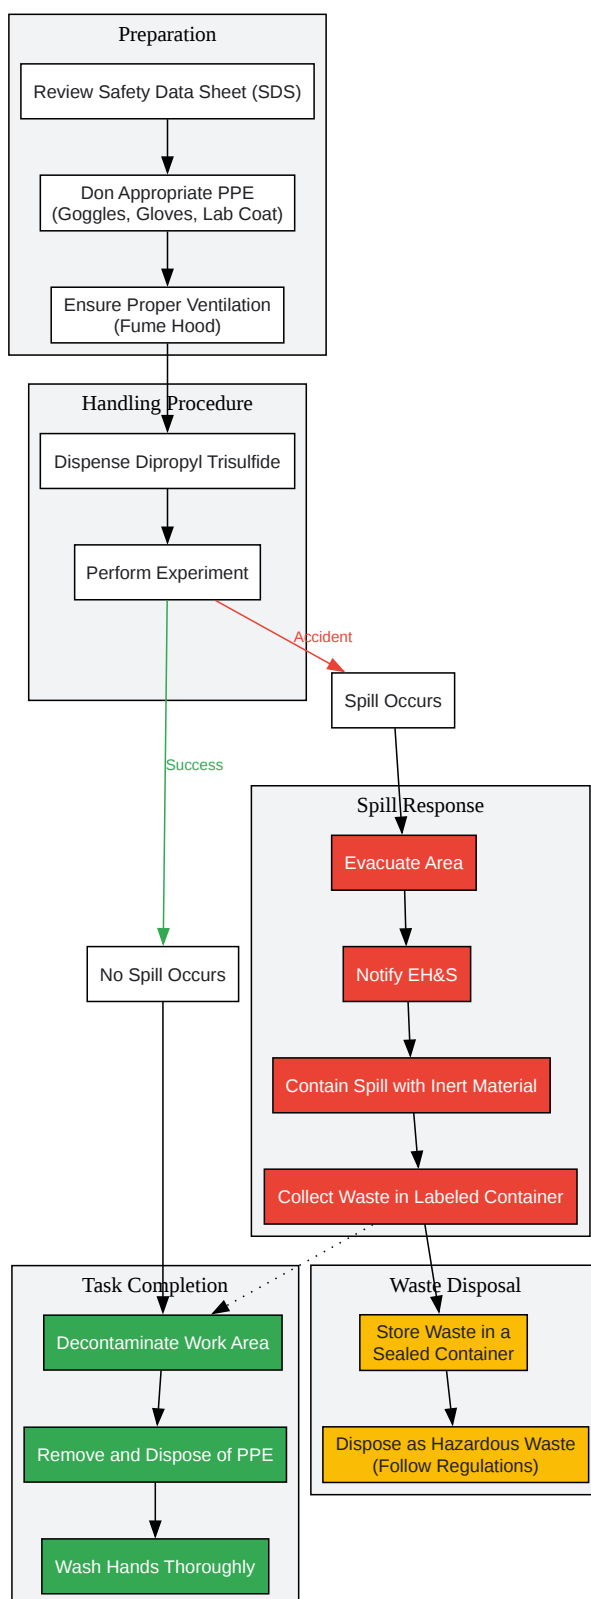 Preparation
Review Safety Data Sheet (SDS)
Don Appropriate PPE
(Goggles, Gloves, Lab Coat)
Ensure Proper Ventilation
(Fume Hood)
Handling Procedure
Dispense Dipropyl Trisulfide
Perform Experiment
Accident
Spill Occurs
Success
Spill Response
Evacuate Area
No Spill Occurs
Notify EH&S
Contain Spill with Inert Material
Collect Waste in Labeled Container
Task Completion
Decontaminate Work Area
Remove and Dispose of PPE
Wash Hands Thoroughly
Waste Disposal
Store Waste in a
Sealed Container
Dispose as Hazardous Waste
(Follow Regulations)